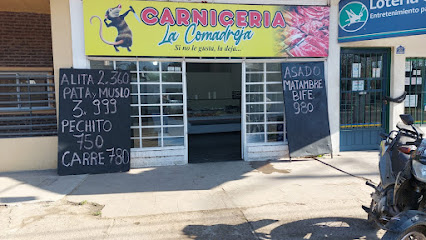 CARNICERIA
La Comadreja
Si no le gusta, la deja...
Lotería
Entretenimiento
ALITA 2.360
PATA Y MUSLO
3.999
PECHITO
750
CARRE 780
ASADO
MATAMBRE
BIFE
980